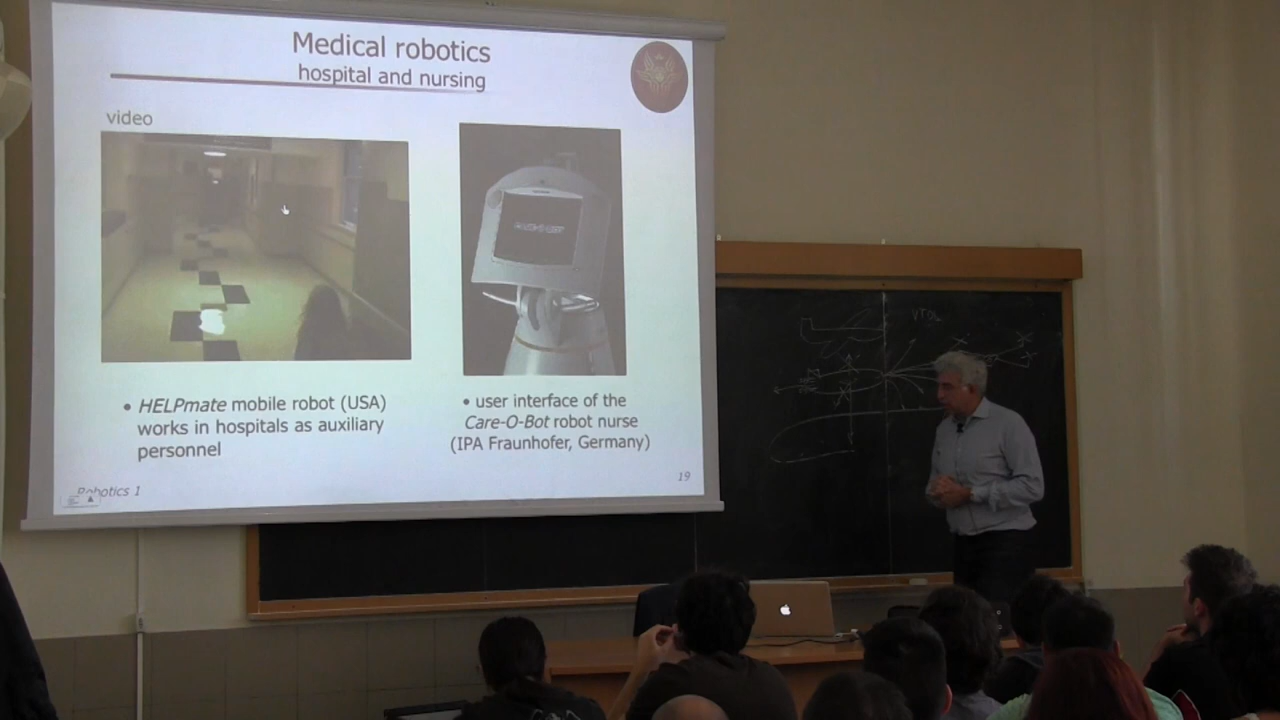 Medical robotics
hospital and nursing
video
• HELPmate mobile robot (USA)
works in hospitals as auxiliary
personnel
• user interface of the
Care-O-Bot robot nurse
(IPA Fraunhofer, Germany)
Robotics 1
19
VTOL